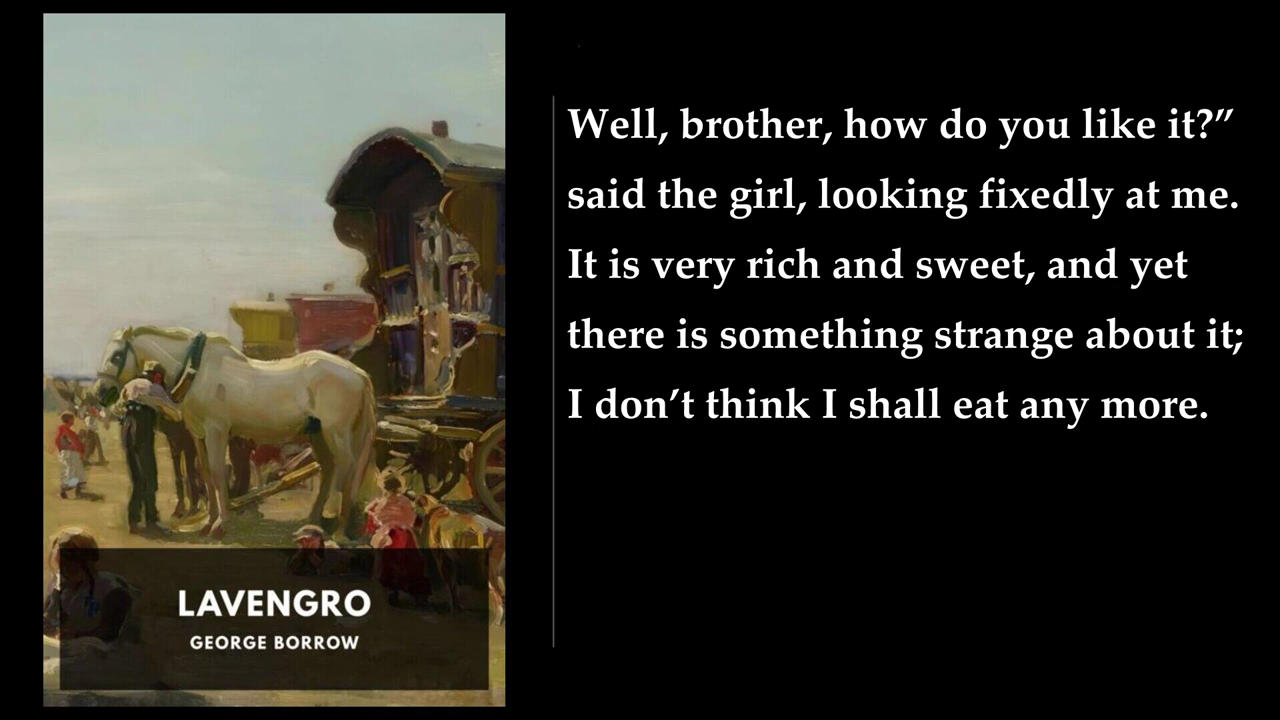 LAVENGRO
GEORGE BORROW
Well, brother, how do you like it?”
said the girl, looking fixedly at me.
It is very rich and sweet, and yet
there is something strange about it;
I don’t think I shall eat any more.